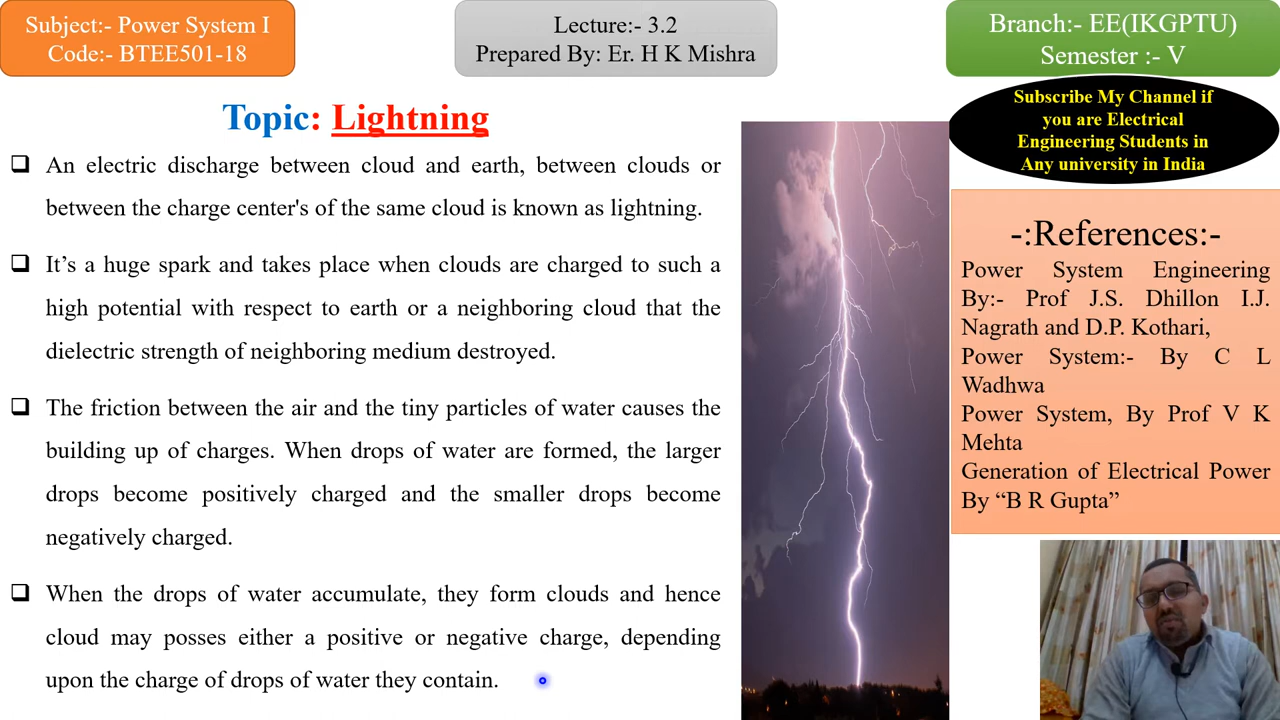 Subject:- Power System I
Code:- BTEE501-18
Lecture:- 3.2
Prepared By: Er. H K Mishra
Branch:- EE(IKGPTU)
Semester :- V
Subscribe My Channel if
you are Electrical
Engineering Students in
Any university in India
Topic: Lightning
❑ An electric discharge between cloud and earth, between clouds or
between the charge center's of the same cloud is known as lightning.
❑ It’s a huge spark and takes place when clouds are charged to such a
high potential with respect to earth or a neighboring cloud that the
dielectric strength of neighboring medium destroyed.
❑ The friction between the air and the tiny particles of water causes the
building up of charges. When drops of water are formed, the larger
drops become positively charged and the smaller drops become
negatively charged.
❑ When the drops of water accumulate, they form clouds and hence
cloud may posses either a positive or negative charge, depending
upon the charge of drops of water they contain.
-:References:-
Power System Engineering
By:- Prof J.S. Dhillon I.J.
Nagrath and D.P. Kothari,
Power System:- By C L
Wadhwa
Power System, By Prof V K
Mehta
Generation of Electrical Power
By “B R Gupta”